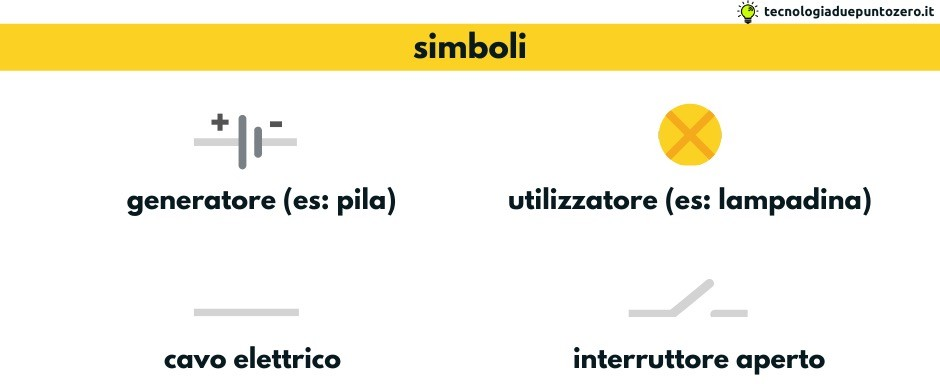 tecnologiaduepuntozero.it
simboli
+ -
generatore (es: pila)
utilizzatore (es: lampadina)
cavo elettrico
interruttore aperto